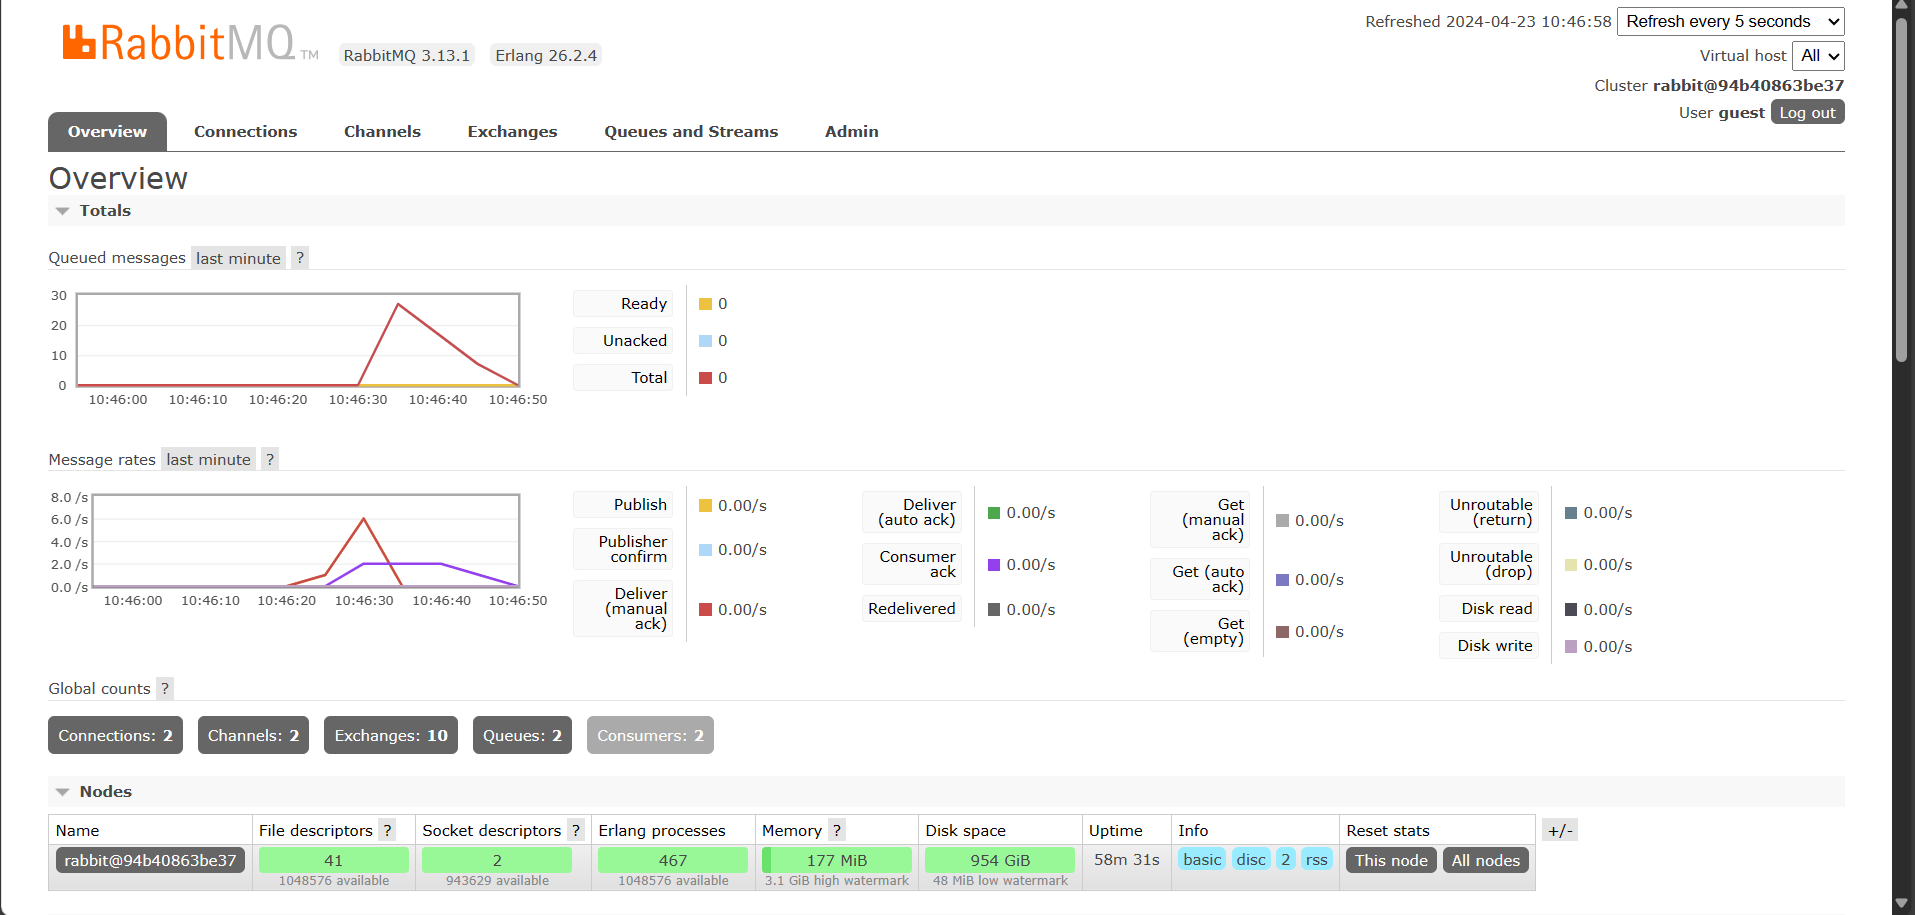 RabbitMQ TM
RabbitMQ 3.13.1 Erlang 26.2.4
Refreshed 2024-04-23 10:46:58 Refresh every 5 seconds
Virtual host All
Cluster rabbit@94b40863be37
User guest Log out
Overview Connections Channels Exchanges Queues and Streams Admin
Overview
Totals
Queued messages last minute ?
30
20
10
0
10:46:00 10:46:10 10:46:20 10:46:30 10:46:40 10:46:50
Ready 0
Unacked 0
Total 0
Message rates last minute ?
8.0 /s
6.0 /s
4.0 /s
2.0 /s
0.0 /s
10:46:00 10:46:10 10:46:20 10:46:30 10:46:40 10:46:50
Publish 0.00/s
Publisher
confirm 0.00/s
Deliver
(manual
ack) 0.00/s
Deliver
(auto ack) 0.00/s
Consumer
ack 0.00/s
Redelivered 0.00/s
Get
(manual
ack) 0.00/s
Get (auto
ack) 0.00/s
Get
(empty) 0.00/s
Unroutable
(return) 0.00/s
Unroutable
(drop) 0.00/s
Disk read 0.00/s
Disk write 0.00/s
Global counts ?
Connections: 2 Channels: 2 Exchanges: 10 Queues: 2 Consumers: 2
Nodes
Name File descriptors ? Socket descriptors ? Erlang processes Memory ? Disk space Uptime Info Reset stats +/-
rabbit@94b40863be37 41 2 467 177 MiB 954 GiB 58m 31s basic disc 2 rss This node All nodes
1048576 available 943629 available 1048576 available 3.1 GiB high watermark 48 MiB low watermark